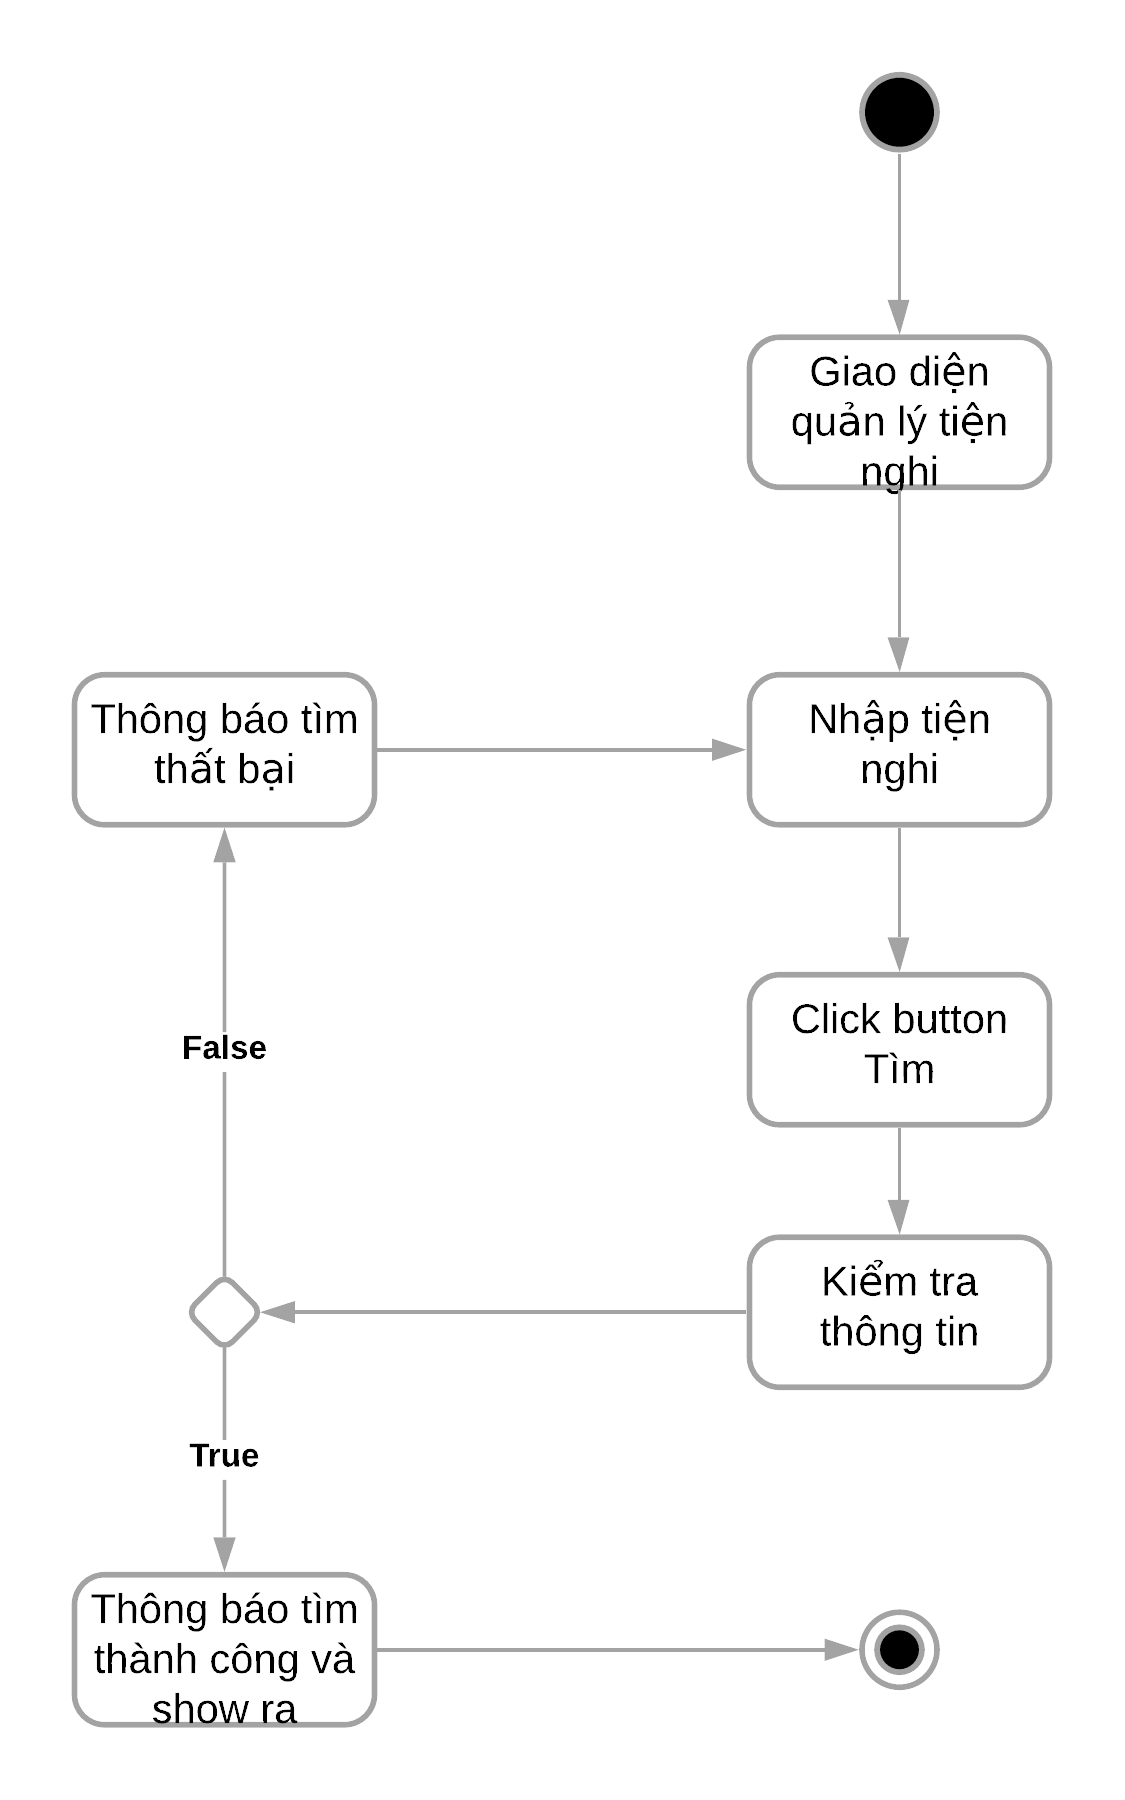 Giao diện
quản lý tiện
nghi
Thông báo tìm
thất bại
Nhập tiện
nghi
False
Click button
Tìm
Kiểm tra
thông tin
True
Thông báo tìm
thành công và
show ra